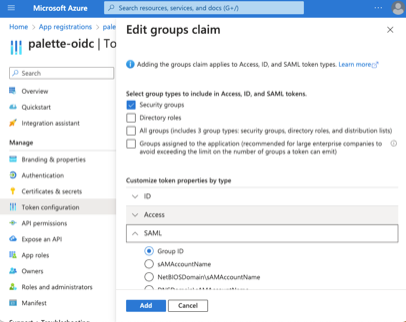 Microsoft Azure
Search resources, services, and docs (G+/)
Home > App registrations > pale
palette-oidc | To
Search
Overview
Quickstart
Integration assistant
Manage
Branding & properties
Authentication
Certificates & secrets
Token configuration
API permissions
Expose an API
App roles
Owners
Roles and administrators
Manifest
Edit groups claim
Adding the groups claim applies to Access, ID, and SAML token types. Learn more
Select group types to include in Access, ID, and SAML tokens.
Security groups
Directory roles
All groups (includes 3 group types: security groups, directory roles, and distribution lists)
Groups assigned to the application (recommended for large enterprise companies to
avoid exceeding the limit on the number of groups a token can emit)
Customize token properties by type
ID
Access
SAML
Group ID
sAMAccountName
NetBIOSDomain\sAMAccountName
Add
Cancel